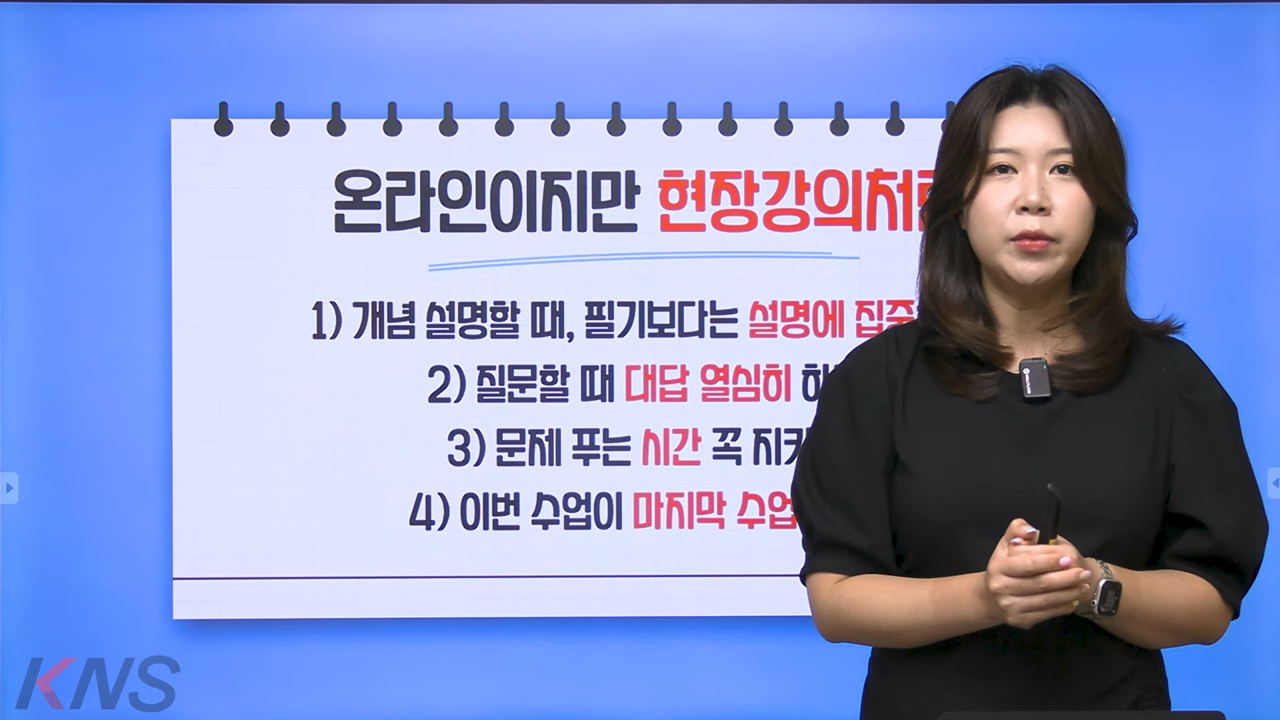 온라인이지만 현장강의처럼
1) 개념 설명할 때, 필기보다는 설명에 집중
2) 질문할 때 대답 열심히
3) 문제 푸는 시간 꼭
4) 이번 수업이 마지막 수업
KNS